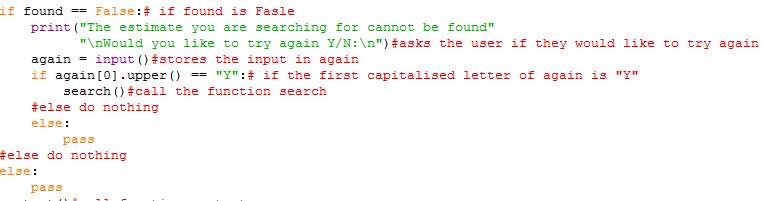 if found == False:# if found is Fasle
print("The estimate you are searching for cannot be found"
"\nWould you like to try again Y/N:\n")#asks the user if they would like to try again
again = input()#stores the input in again
if again[0].upper() == "Y":# if the first capitalised letter of again is "Y"
search()#call the function search
#else do nothing
else:
pass
#else do nothing
else:
pass